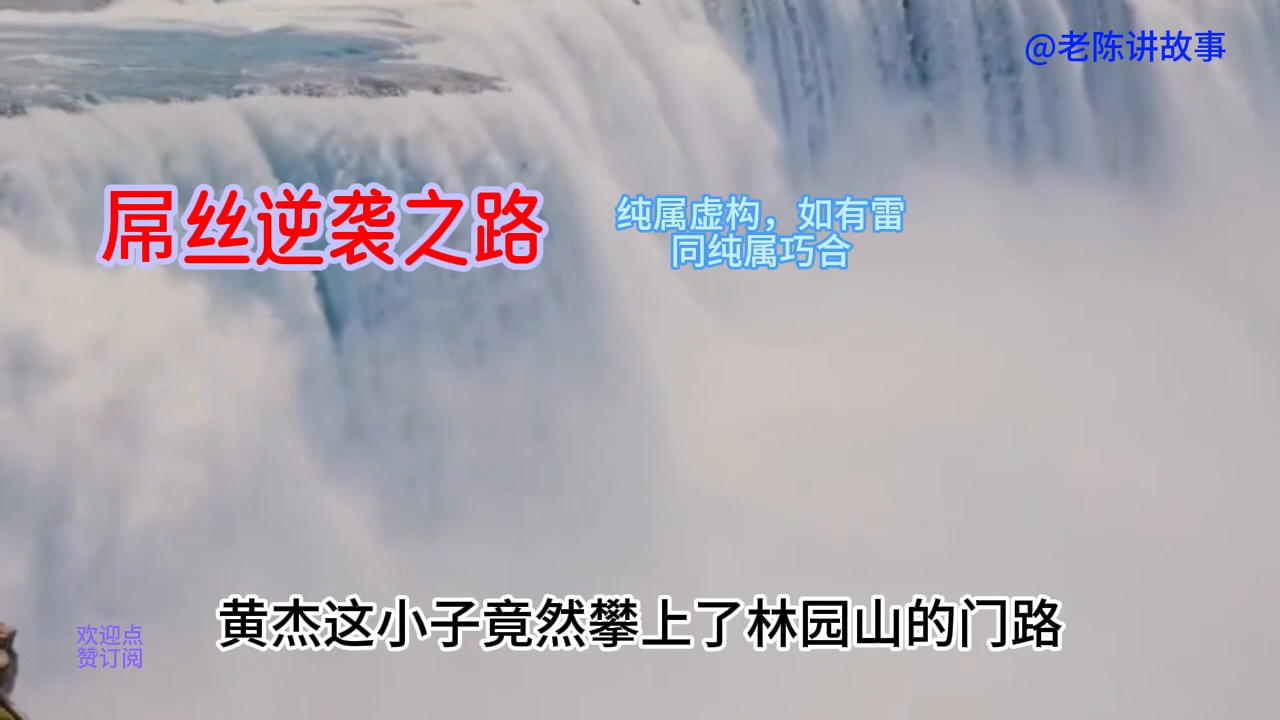 @老陈讲故事
屌丝逆袭之路
纯属虚构，如有雷
同纯属巧合
黄杰这小子竟然攀上了林园山的门路
欢迎点
赞订阅